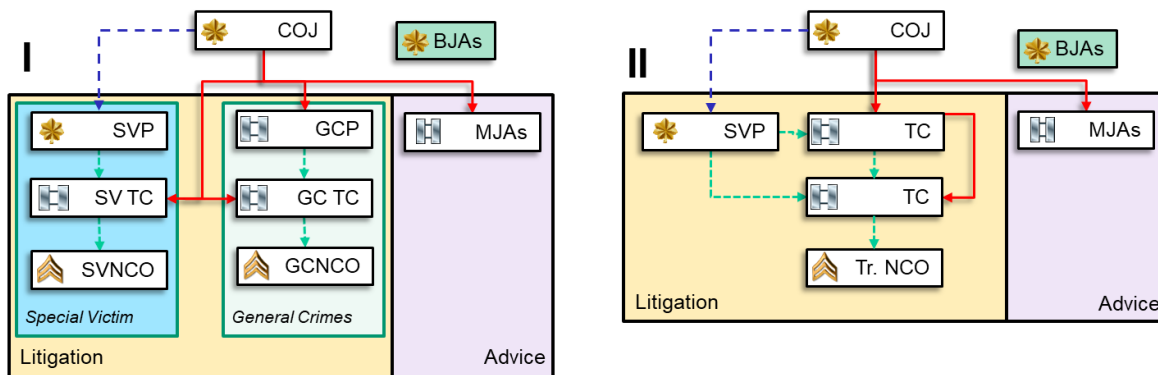 I
COJ
BJAs
SVP
GCP
MJAs
SV TC
GC TC
SVNCO
GCNCO
Special Victim
General Crimes
Litigation
Advice
II
COJ
BJAs
SVP
TC
MJAs
TC
Tr. NCO
Litigation
Advice